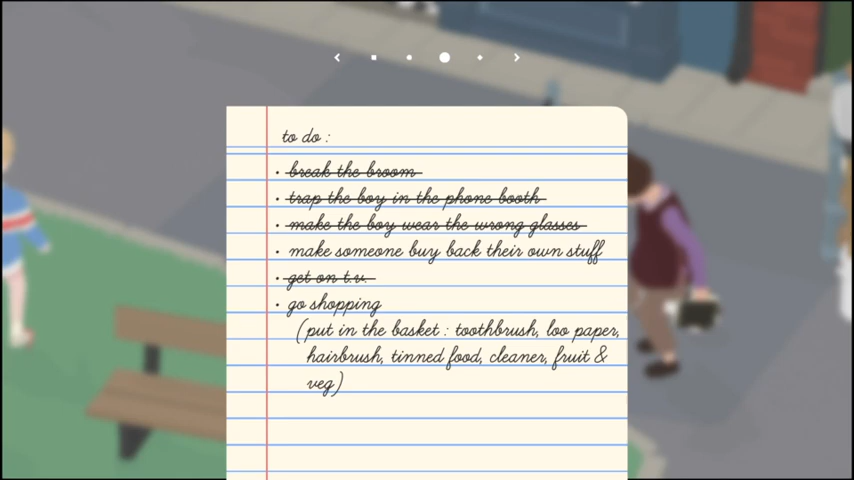 to do :
• break the broom
• trap the boy in the phone booth
• make the boy wear the wrong glasses
• make someone buy back their own stuff
• get on t.v.
• go shopping
(put in the basket : toothbrush, loo paper,
hairbrush, tinned food, cleaner, fruit &
veg)